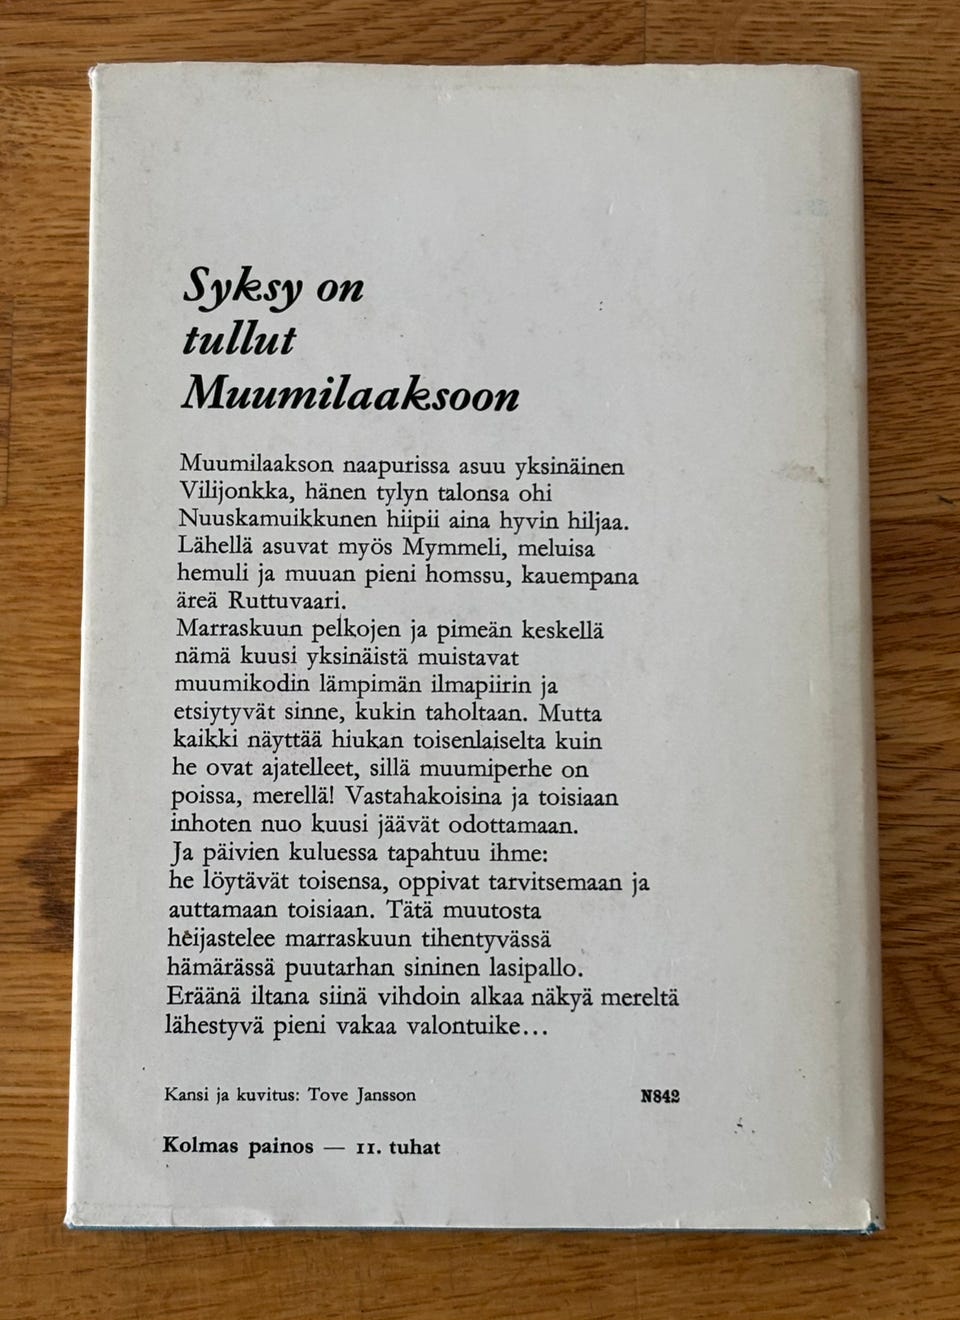 Syksy on
tullut
Muumilaaksoon
Muumilaakson naapurissa asuu yksinäinen
Vilijonkka, hänen tylyn talonsa ohi
Nuuskamuikkunen hiipii aina hyvin hiljaa.
Lähellä asuvat myös Mymmeli, meluisa
hemuli ja muuan pieni homssu, kauempana
äreä Ruttuvaari.
Marraskuun pelkojen ja pimeän keskellä
nämä kuusi yksinäistä muistavat
muumikodin lämpimän ilmapiirin ja
etsiytyvät sinne, kukin taholtaan. Mutta
kaikki näyttää hiukan toisenlaiselta kuin
he ovat ajatelleet, sillä muumiperhe on
poissa, merellä! Vastahakoisina ja toisiaan
inhoten nuo kuusi jäävät odottamaan.
Ja päivien kuluessa tapahtuu ihme:
he löytävät toisensa, oppivat tarvitsemaan ja
auttamaan toisiaan. Tätä muutosta
heijastelee marraskuun tihentyvässä
hämärässä puutarhan sininen lasipallo.
Eräänä iltana siinä vihdoin alkaa näkyä mereltä
lähestyvä pieni vakaa valontuike...
Kansi ja kuvitus: Tove Jansson N842
Kolmas painos — 11. tuhat